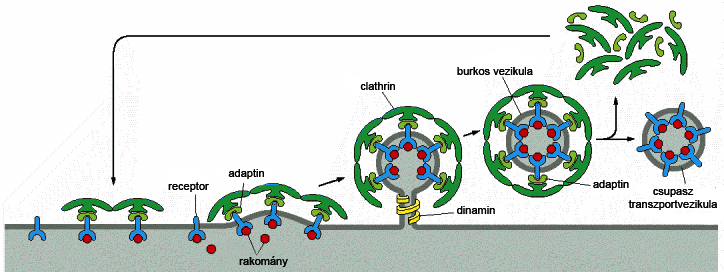 burkos vezikula
clathrin
adaptin
receptor
adaptin
dinamin
csupasz
transzportvezikula
rakomány